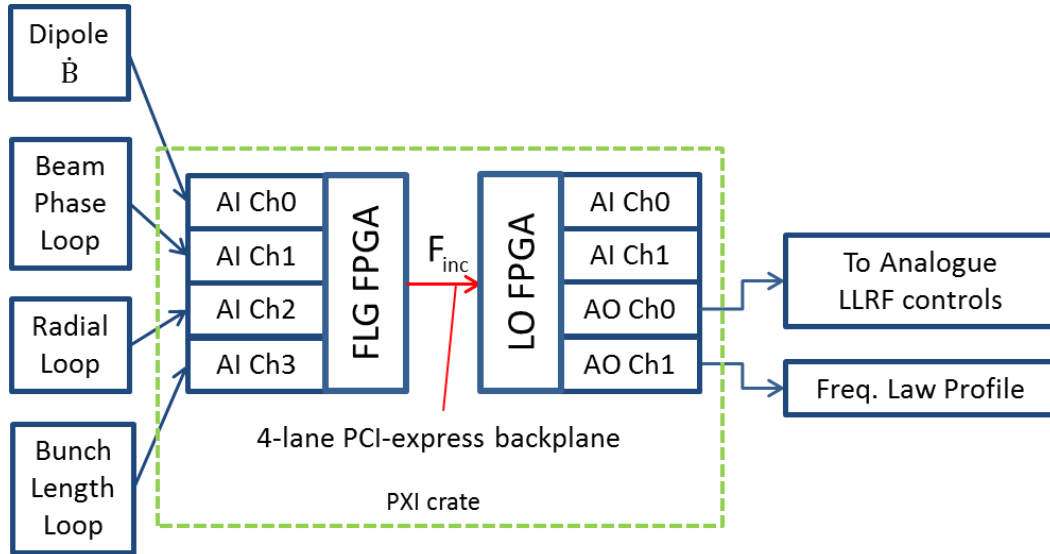 Dipole
Ḃ
Beam
Phase
Loop
Radial
Loop
Bunch
Length
Loop
AI Ch0
AI Ch1
AI Ch2
AI Ch3
FLG FPGA
Finc
LO FPGA
AI Ch0
AI Ch1
AO Ch0
AO Ch1
To Analogue
LLRF controls
Freq. Law Profile
4-lane PCI-express backplane
PXI crate